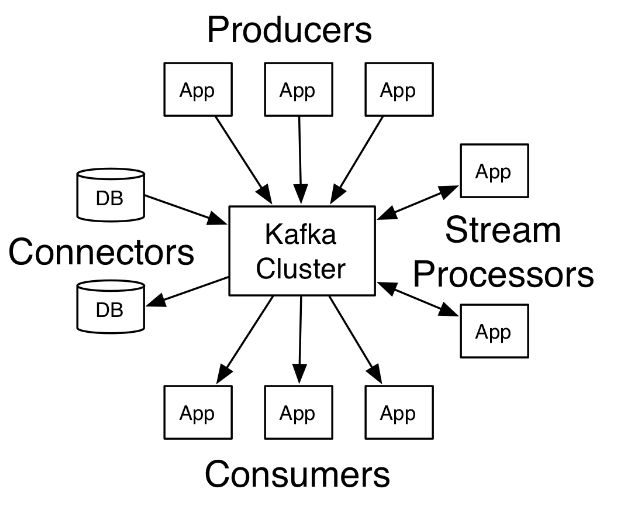 Producers
App
App
App
DB
App
Kafka
Cluster
Stream
Processors
Connectors
DB
App
App
App
App
Consumers